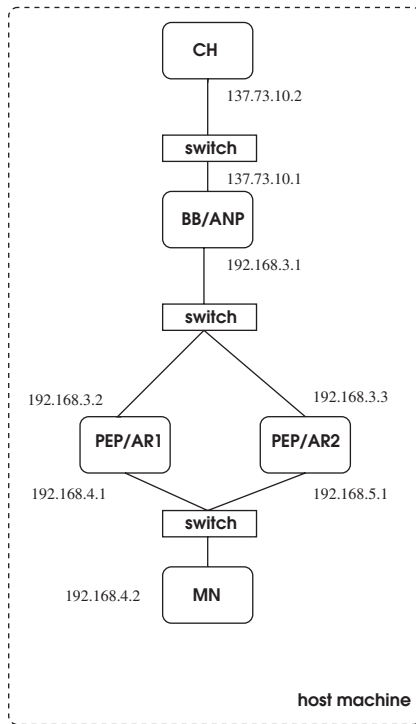 CH
137.73.10.2
switch
137.73.10.1
BB/ANP
192.168.3.1
switch
192.168.3.2
192.168.3.3
PEP/AR1
PEP/AR2
192.168.4.1
192.168.5.1
switch
192.168.4.2
MN
host machine